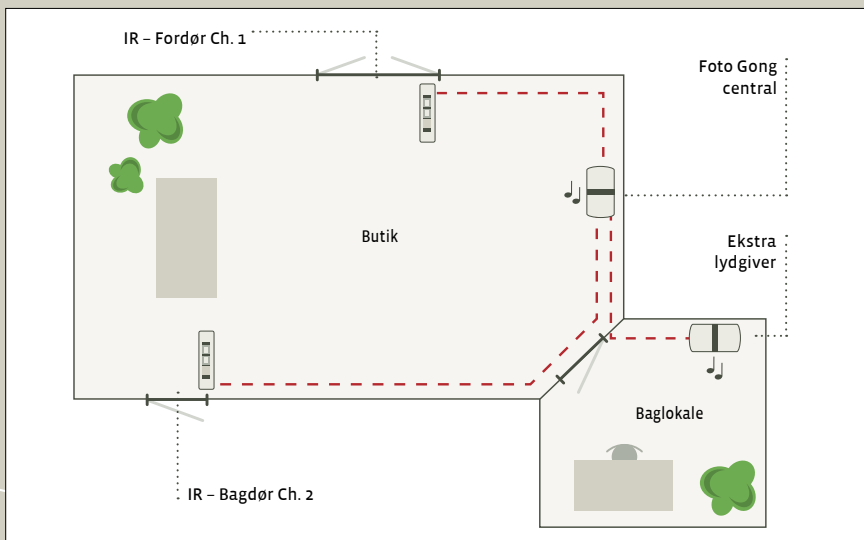 IR – Fordør Ch. 1
Foto Gong
central
Butik
Ekstra
lydgiver
Baglokale
IR – Bagdør Ch. 2